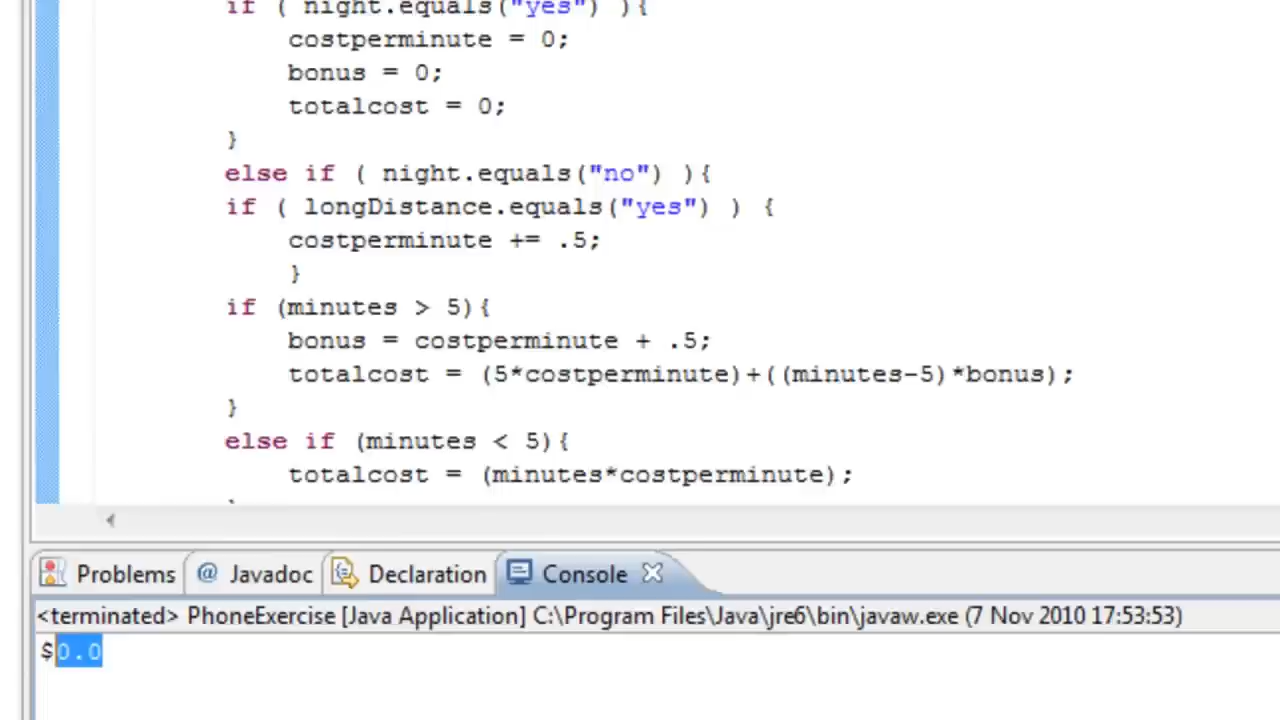 if ( night.equals("yes") ){
costperminute = 0;
bonus = 0;
totalcost = 0;
}
else if ( night.equals("no") ){
if ( longDistance.equals("yes") ) {
costperminute += .5;
}
if (minutes > 5){
bonus = costperminute + .5;
totalcost = (5*costperminute)+((minutes-5)*bonus);
}
else if (minutes < 5){
totalcost = (minutes*costperminute);
Problems @ Javadoc Declaration Console
<terminated> PhoneExercise [Java Application] C:\Program Files\Java\jre6\bin\javaw.exe (7 Nov 2010 17:53:53)
$0.0